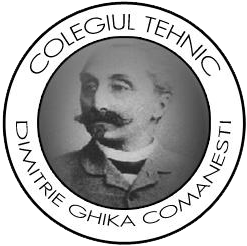 COLEGIUL TEHNIC
DIMITRIE GHIKA COMANESTI